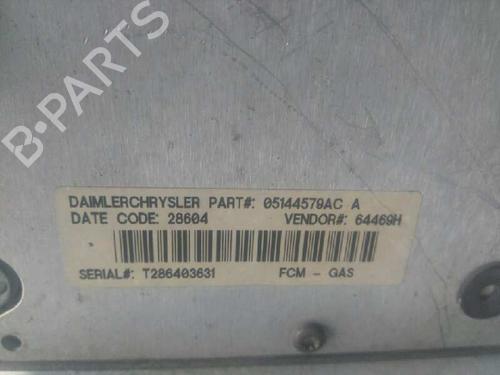 B-PARTS
DAIMLERCHRYSLER PART#: 05144579AC A
DATE CODE: 28604 VENDOR#: 64469H
SERIAL#: T286403631 FCM - GAS